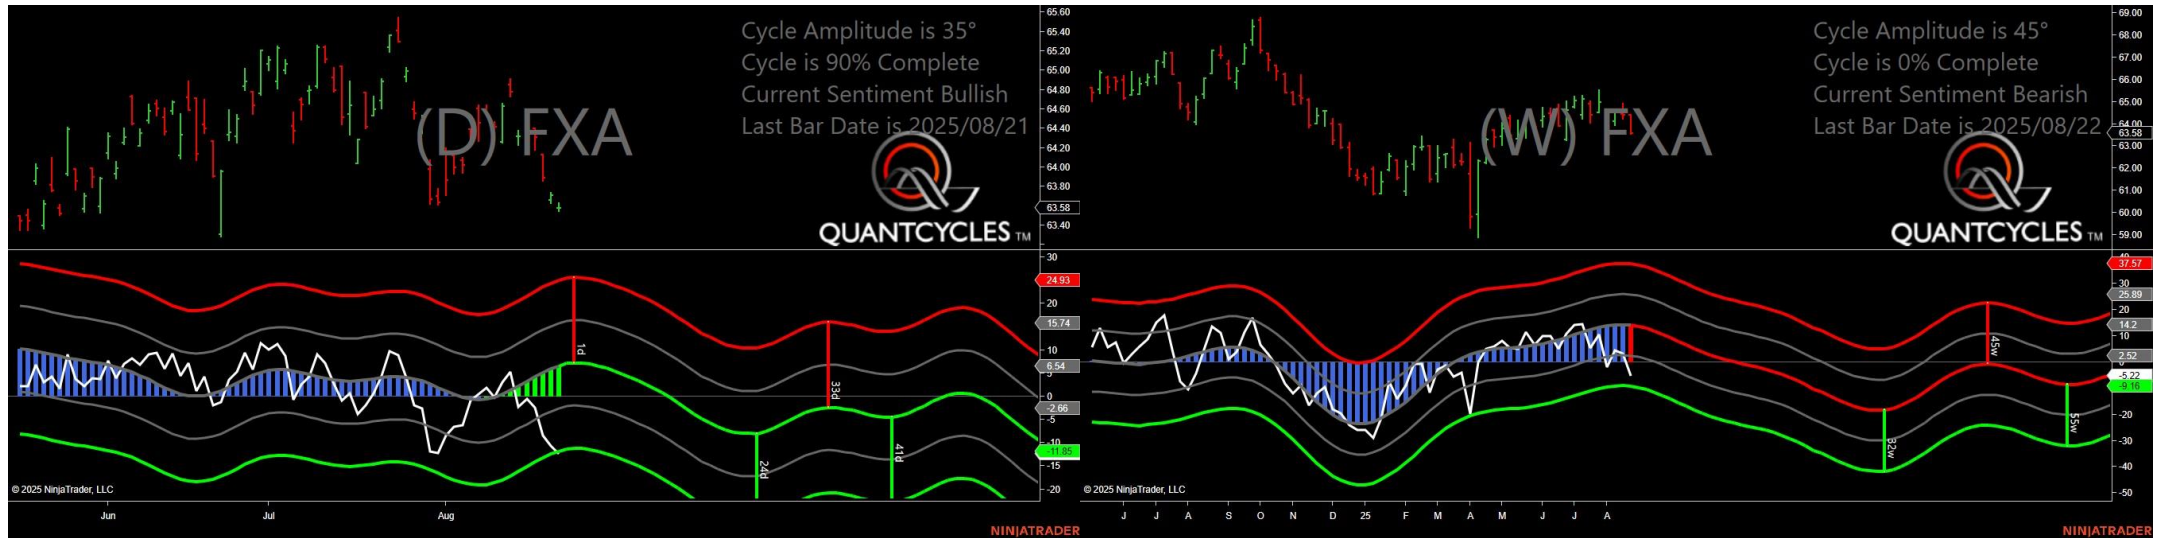 Cycle Amplitude is 35°
Cycle is 90% Complete
Current Sentiment Bullish
Last Bar Date is 2025/08/21
(D) FXA
QUANTCYCLES TM
65.60
65.40
65.20
65.00
64.80
64.60
64.40
64.20
64.00
63.80
63.58
63.40
30
24.93
20
15.74
10
6.54
0
-2.66
-5
-10
-11.85
-15
-20
1d
24d
33d
41d
© 2025 NinjaTrader, LLC
Jun
Jul
Aug
NINJATRADER
Cycle Amplitude is 45°
Cycle is 0% Complete
Current Sentiment Bearish
Last Bar Date is 2025/08/22
(W) FXA
QUANTCYCLES TM
69.00
68.00
67.00
66.00
65.00
64.00
63.58
63.00
62.00
61.00
60.00
59.00
37.57
30
25.89
20
14.2
10
2.52
-5.22
-9.16
-20
-30
-40
-50
32w
45w
55w
© 2025 NinjaTrader, LLC
J
J
A
S
O
N
D
25
F
M
A
M
J
J
A
NINJATRADER